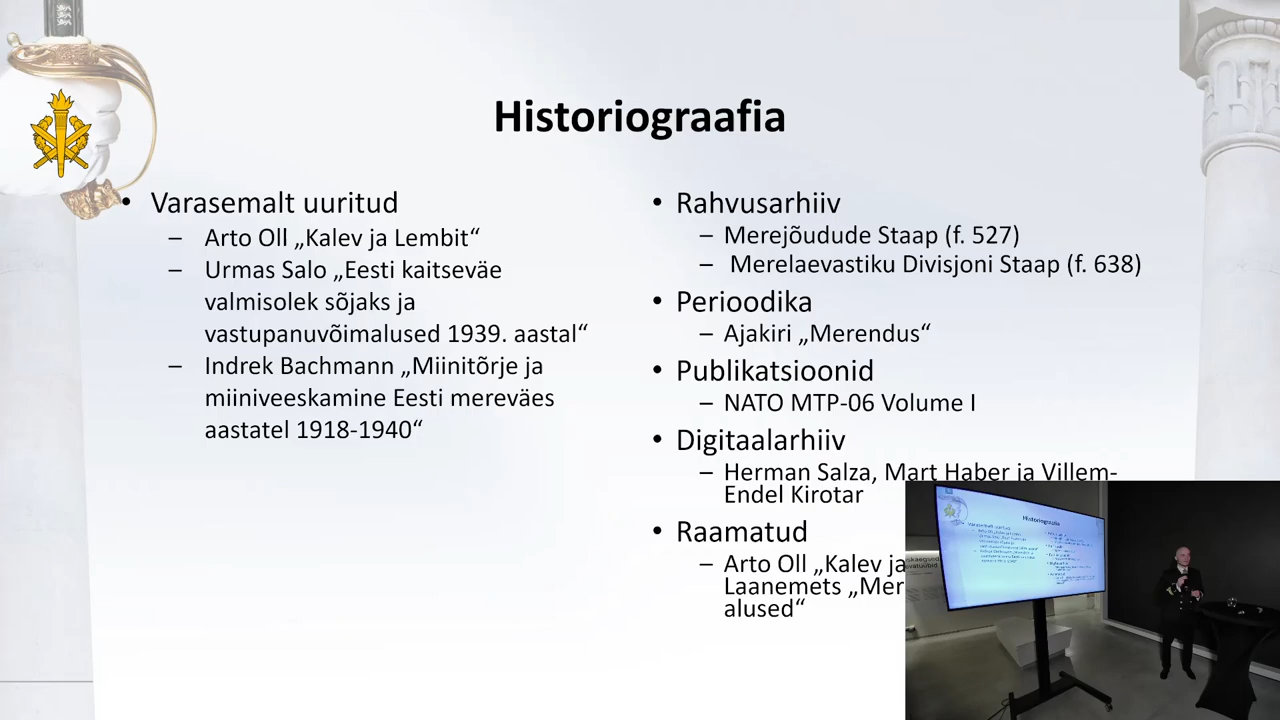 Historiograafia
• Varasemalt uuritud
– Arto Oll „Kalev ja Lembit“
– Urmas Salo „Eesti kaitseväe
valmisolek sõjaks ja
vastupanuvõimalused 1939. aastal“
– Indrek Bachmann „Miinitõrje ja
miiniveeskamine Eesti mereväes
aastatel 1918-1940“
• Rahvusarhiiv
– Merejõudude Staap (f. 527)
– Merelaevastiku Divisjoni Staap (f. 638)
• Perioodika
– Ajakiri „Merendus“
• Publikatsioonid
– NATO MTP-06 Volume I
• Digitaalarhiiv
– Herman Salza, Mart Haber ja Villem-
Endel Kirotar
• Raamatud
– Arto Oll „Kalev ja
Laanemets „Mer
alused“
Historiograafia